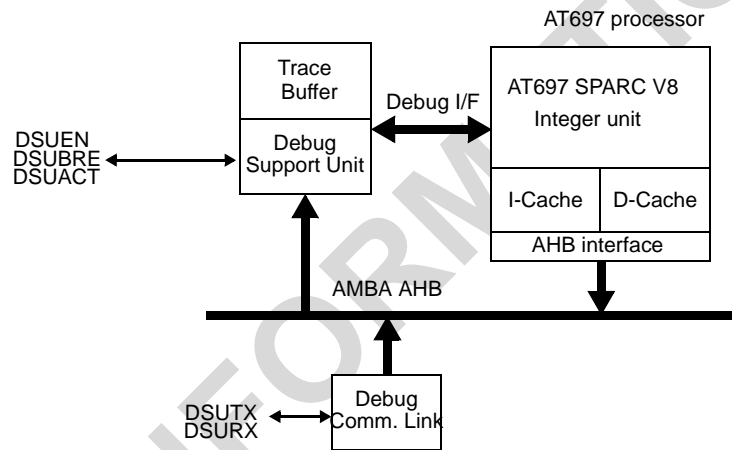 AT697 processor
Trace
Buffer
Debug I/F
AT697 SPARC V8
Integer unit
DSUEN
DSUBRE
DSUACT
Debug
Support Unit
I-Cache
D-Cache
AHB interface
AMBA AHB
Debug
Comm. Link
DSUTX
DSURX